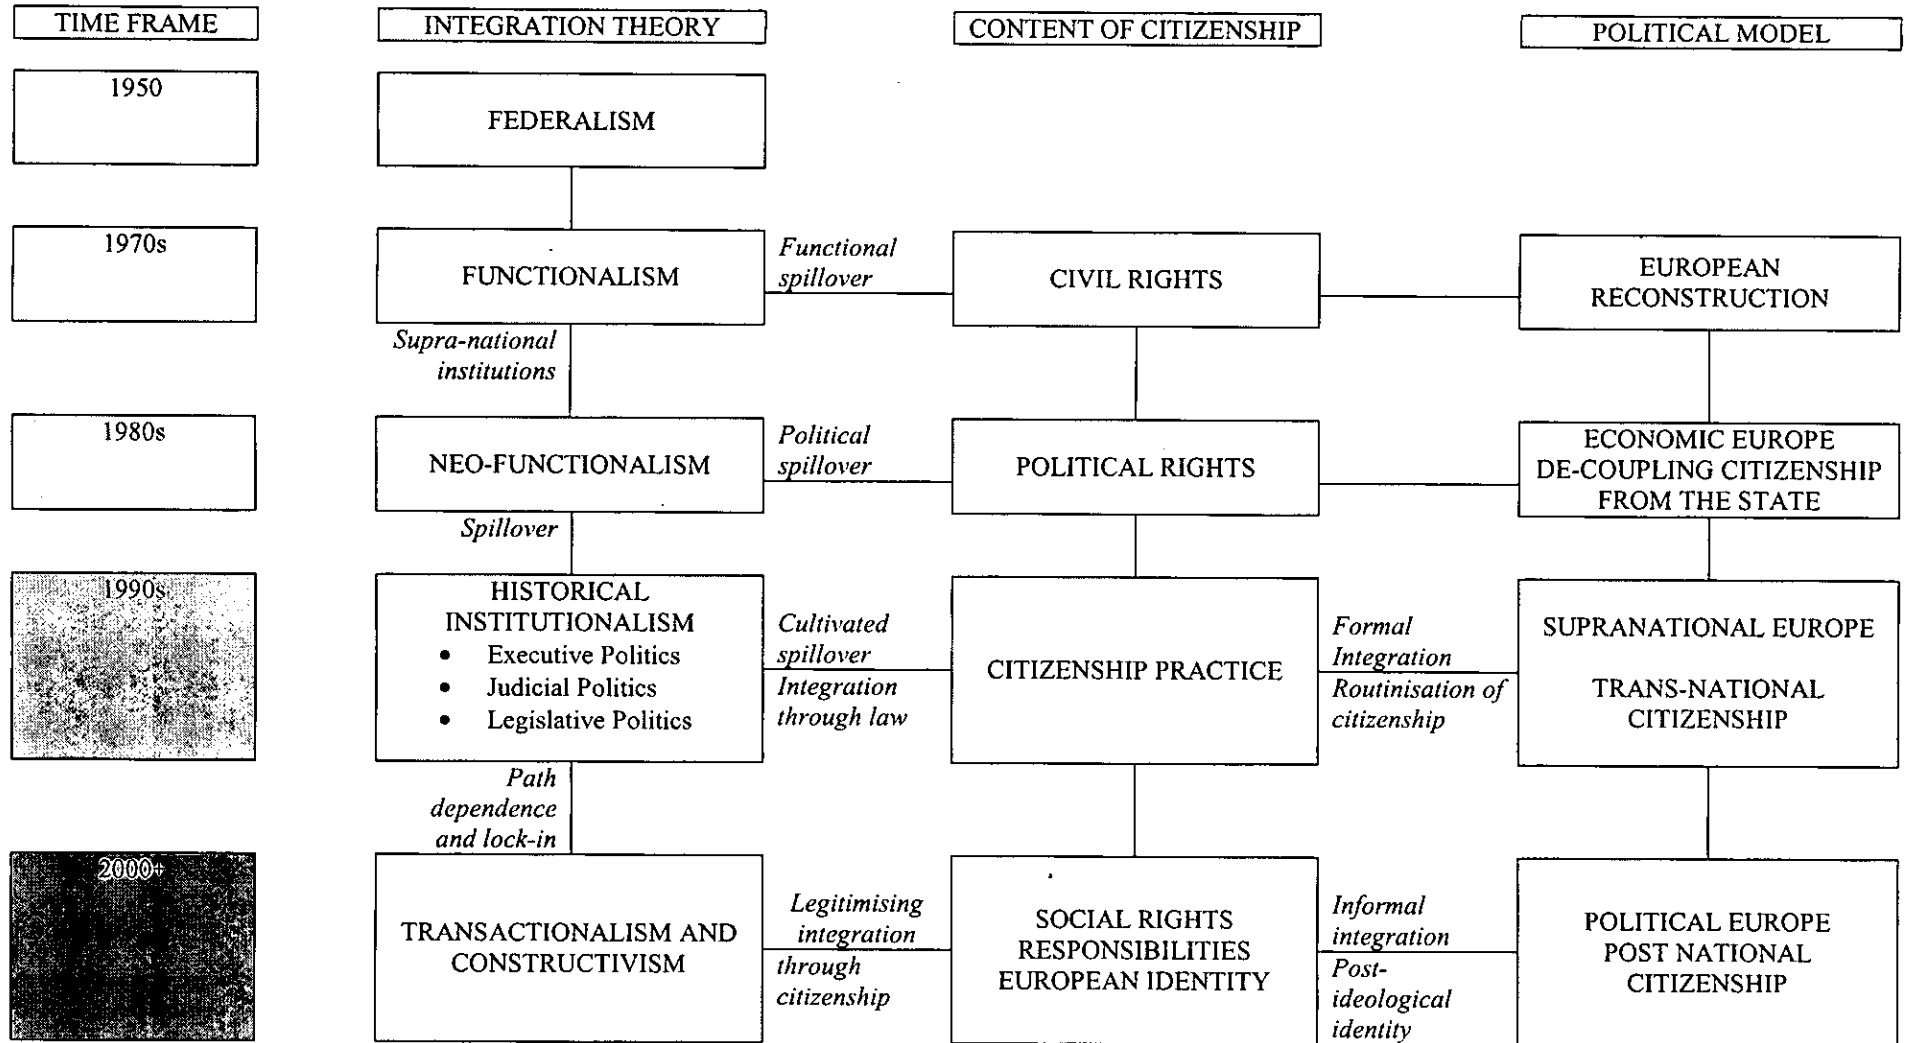 TIME FRAME
INTEGRATION THEORY
CONTENT OF CITIZENSHIP
POLITICAL MODEL
1950
FEDERALISM
1970s
FUNCTIONALISM
Functional
spillover
CIVIL RIGHTS
EUROPEAN
RECONSTRUCTION
Supra-national
institutions
1980s
NEO-FUNCTIONALISM
Political
spillover
POLITICAL RIGHTS
ECONOMIC EUROPE
DE-COUPLING CITIZENSHIP
FROM THE STATE
Spillover
1990s
HISTORICAL
INSTITUTIONALISM
• Executive Politics
• Judicial Politics
• Legislative Politics
Cultivated
spillover
Integration
through law
CITIZENSHIP PRACTICE
Formal
Integration
Routinisation of
citizenship
SUPRANATIONAL EUROPE
TRANS-NATIONAL
CITIZENSHIP
Path
dependence
and lock-in
2000+
TRANSACTIONALISM AND
CONSTRUCTIVISM
Legitimising
integration
through
citizenship
SOCIAL RIGHTS
RESPONSIBILITIES
EUROPEAN IDENTITY
Informal
integration
Post-
ideological
identity
POLITICAL EUROPE
POST NATIONAL
CITIZENSHIP